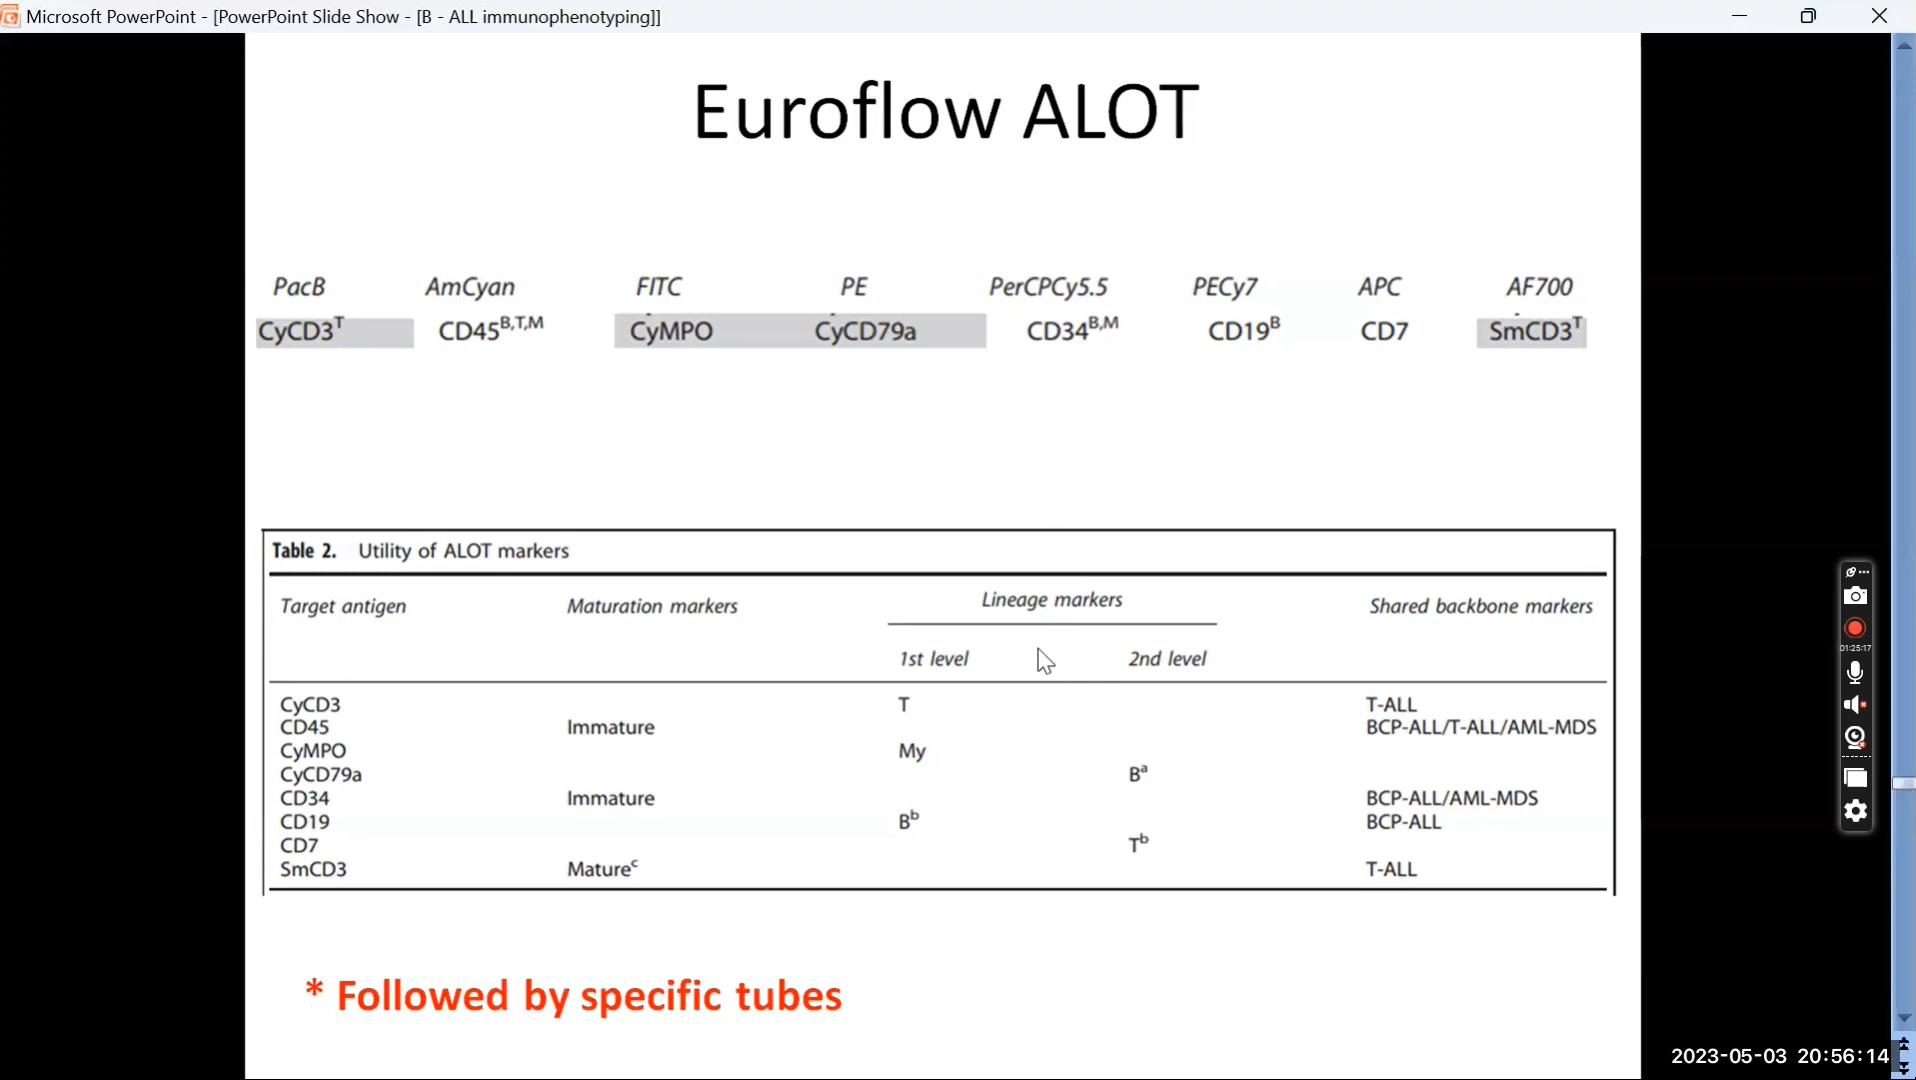 Microsoft PowerPoint - [PowerPoint Slide Show - [B - ALL immunophenotyping]]
Euroflow ALOT
PacB AmCyan FITC PE PerCPCy5.5 PECy7 APC AF700
CyCD3ᵀ CD45ᴮ,ᵀ,ᴹ CyMPO CyCD79a CD34ᴮ,ᴹ CD19ᴮ CD7 SmCD3ᵀ
Table 2. Utility of ALOT markers
Target antigen Maturation markers Lineage markers Shared backbone markers
1st level 2nd level
CyCD3 T T-ALL
CD45 Immature BCP-ALL/T-ALL/AML-MDS
CyMPO My
CyCD79a Bᵃ
CD34 Immature BCP-ALL/AML-MDS
CD19 Bᵇ BCP-ALL
CD7 Tᵇ
SmCD3 Matureᶜ T-ALL
* Followed by specific tubes
01:25:17
2023-05-03 20:56:14